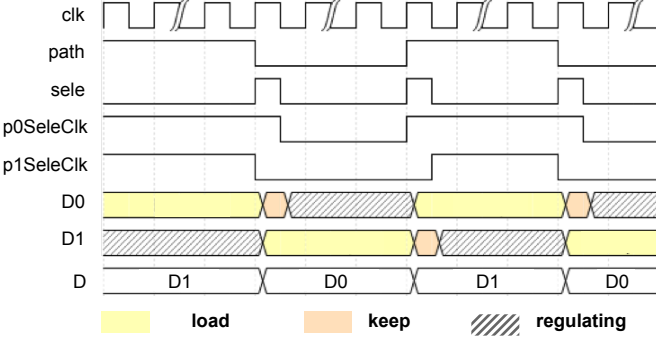 clk
path
sele
p0SeleClk
p1SeleClk
D0
D1
D D1 D0 D1 D0
load keep regulating